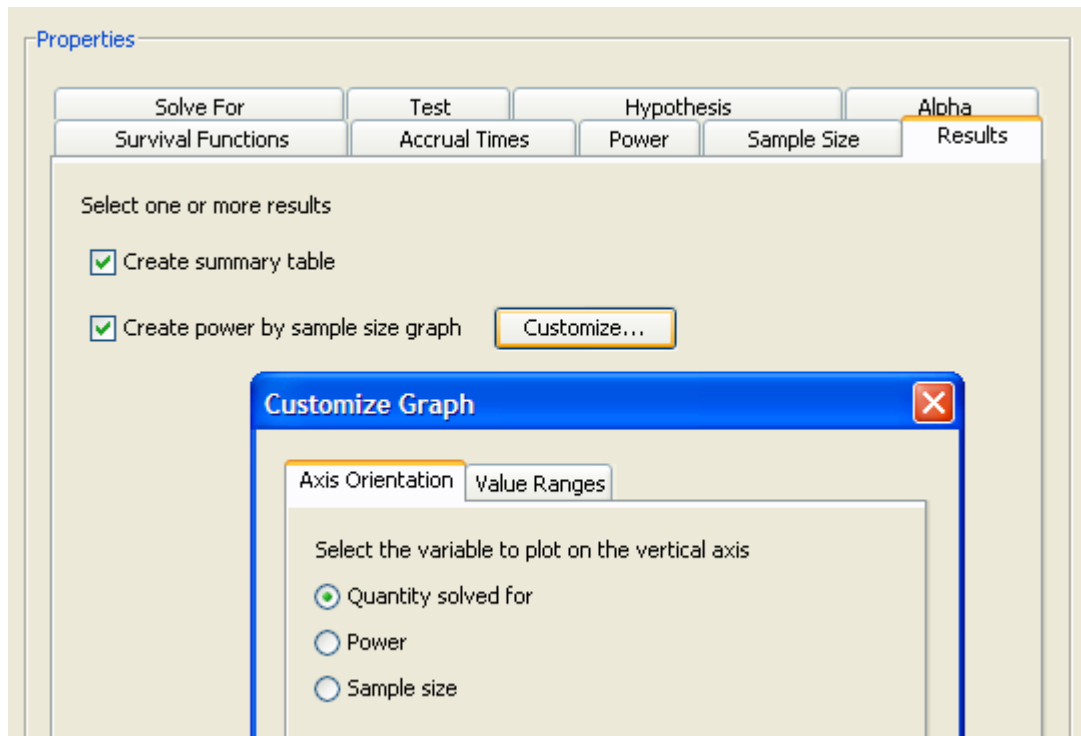 Properties
Solve For Test Hypothesis Alpha
Survival Functions Accrual Times Power Sample Size Results
Select one or more results
Create summary table
Create power by sample size graph Customize...
Customize Graph
Axis Orientation Value Ranges
Select the variable to plot on the vertical axis
Quantity solved for
Power
Sample size